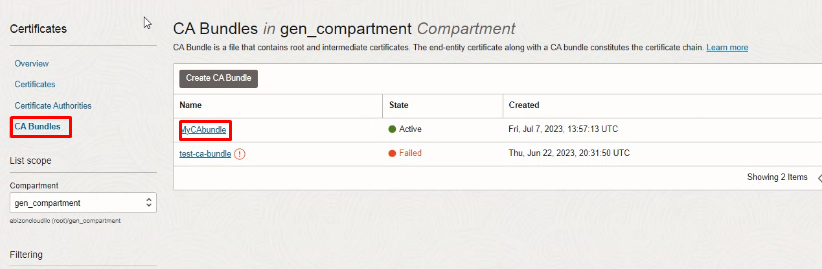 Certificates
Overview
Certificates
Certificate Authorities
CA Bundles
List scope
Compartment
gen_compartment
ebizoncloudllc (root)/gen_compartment
Filtering
CA Bundles in gen_compartment Compartment
CA Bundle is a file that contains root and intermediate certificates. The end-entity certificate along with a CA bundle constitutes the certificate chain. Learn more
Create CA Bundle
Name State Created
MyCAbundle Active Fri, Jul 7, 2023, 13:57:13 UTC
test-ca-bundle Failed Thu, Jun 22, 2023, 20:31:50 UTC
Showing 2 Items